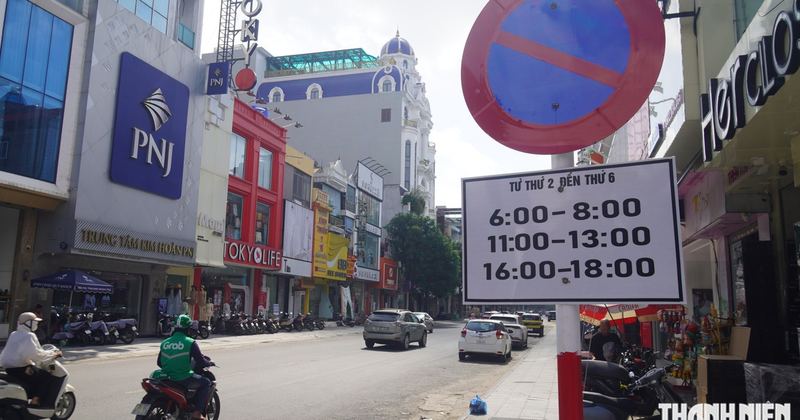 PNJ
TRUNG TÂM KIM HOÀN PNJ
PNJ
TOKYOLIFE
TỪ THỨ 2 ĐẾN THỨ 6
6:00–8:00
11:00–13:00
16:00–18:00
Grab
THANH NIÊN